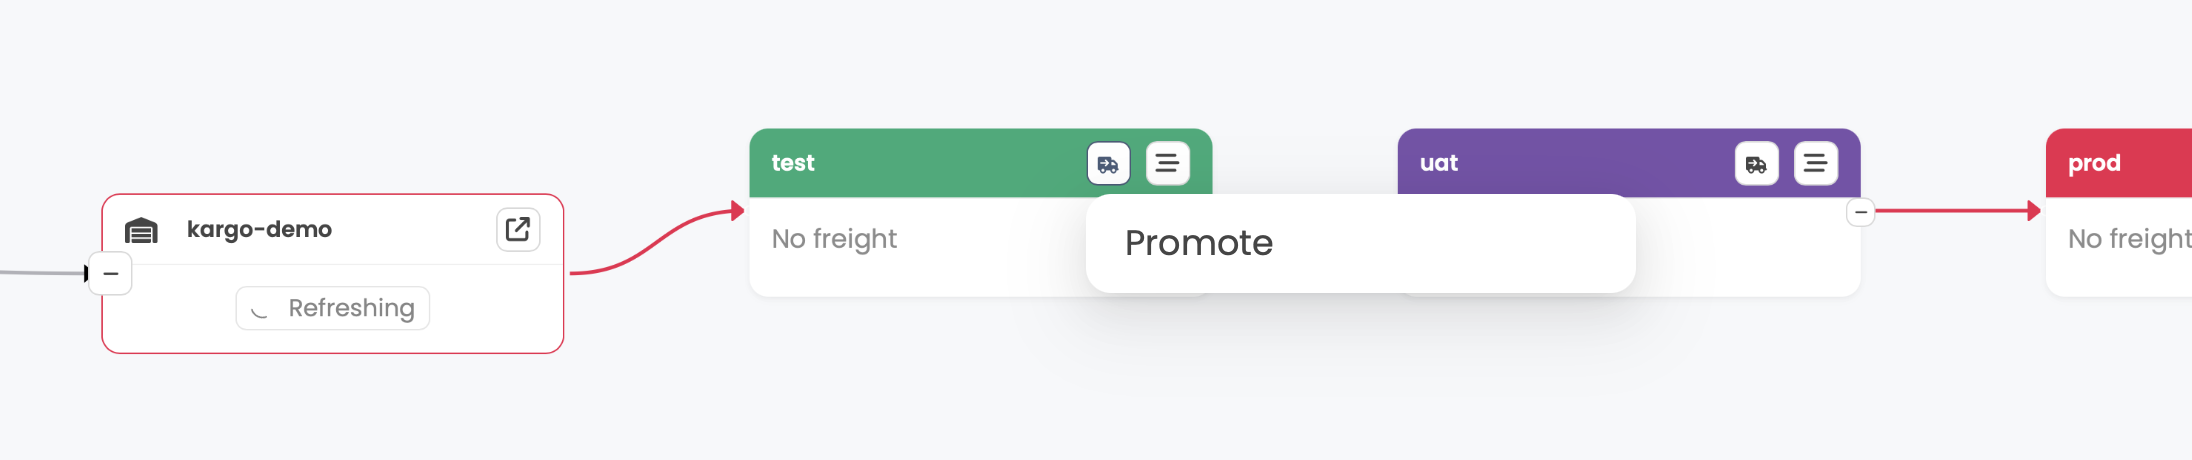 kargo-demo
Refreshing
test
No freight
Promote
uat
prod
No freight